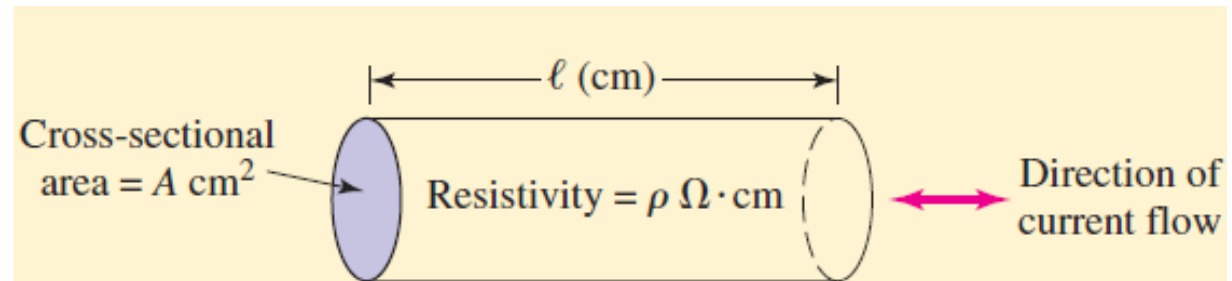 ℓ (cm)
Cross-sectional
area = A cm²
Resistivity = ρ Ω · cm
Direction of
current flow